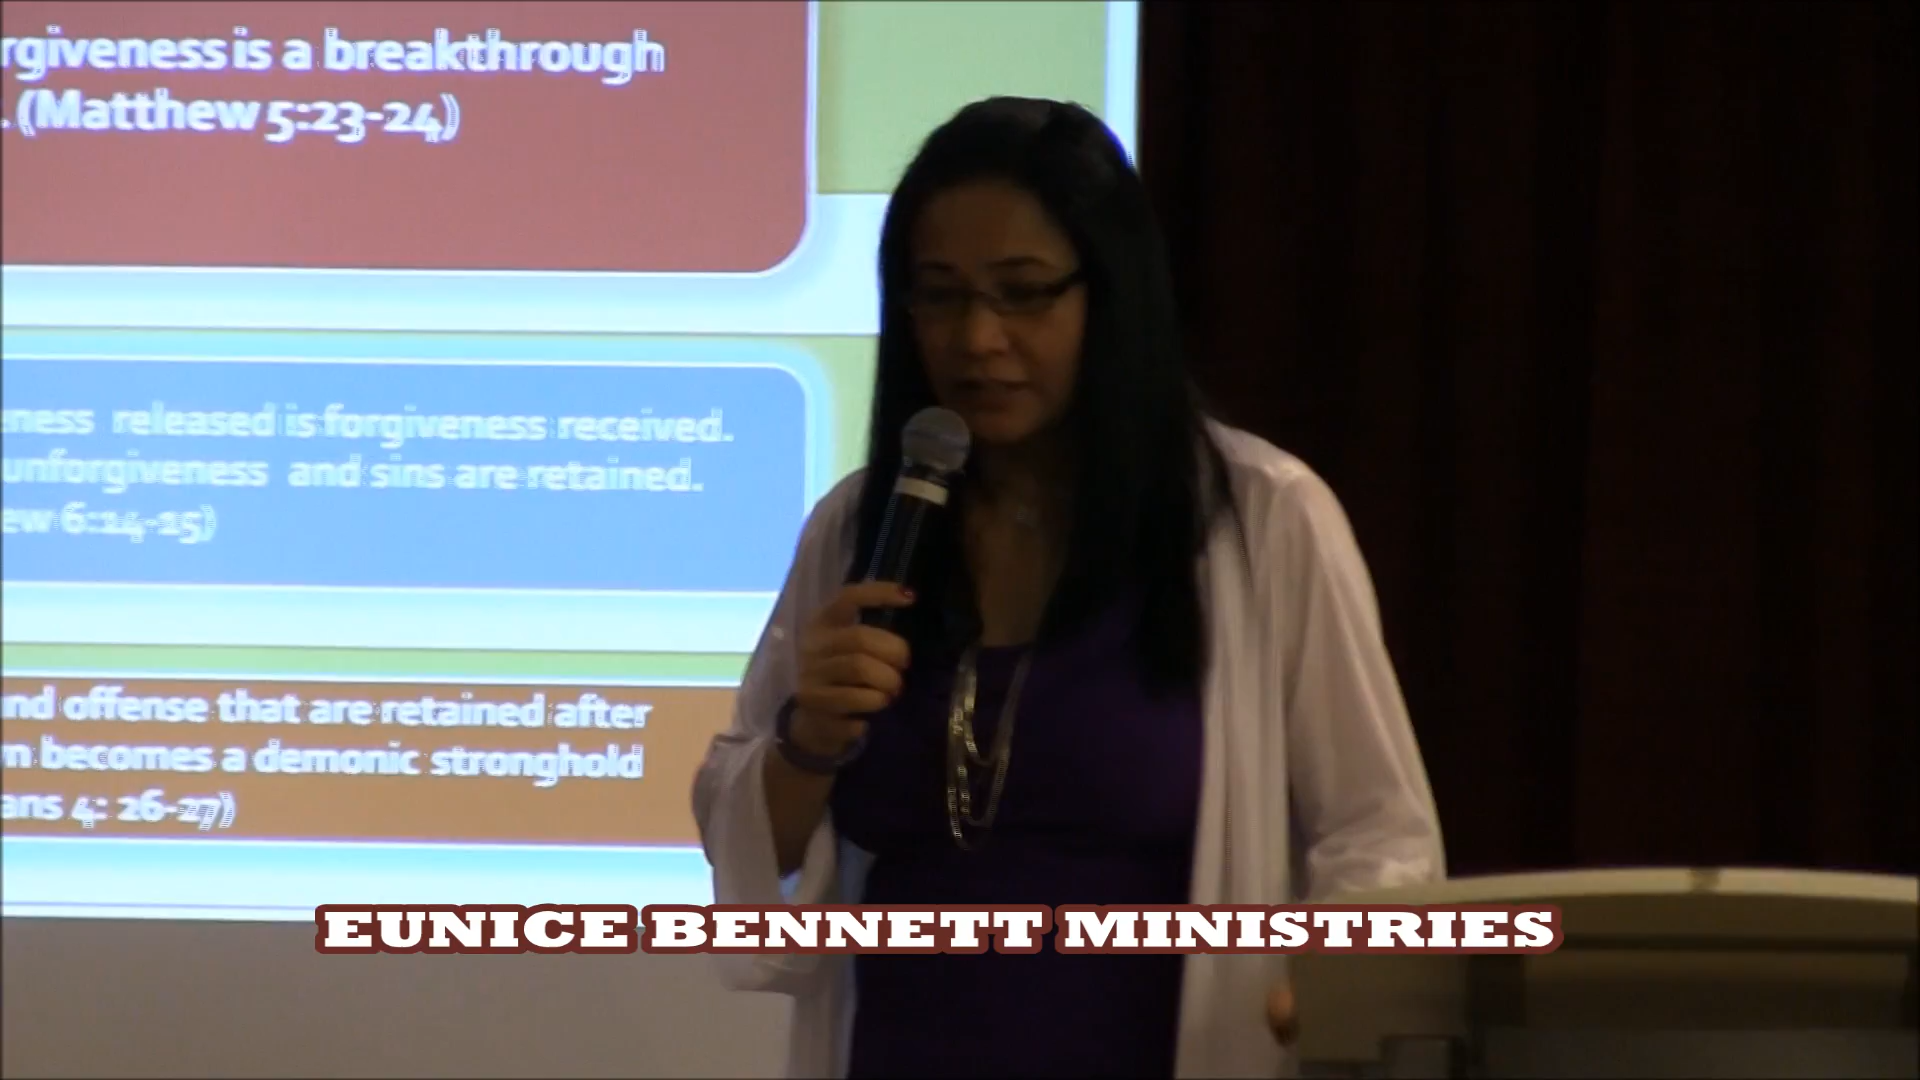 rgiveness is a breakthrough
. (Matthew 5:23-24)
ness released is forgiveness received.
unforgiveness and sins are retained.
ew 6:14-15)
nd offense that are retained after
n becomes a demonic stronghold
ans 4: 26-27)
EUNICE BENNETT MINISTRIES